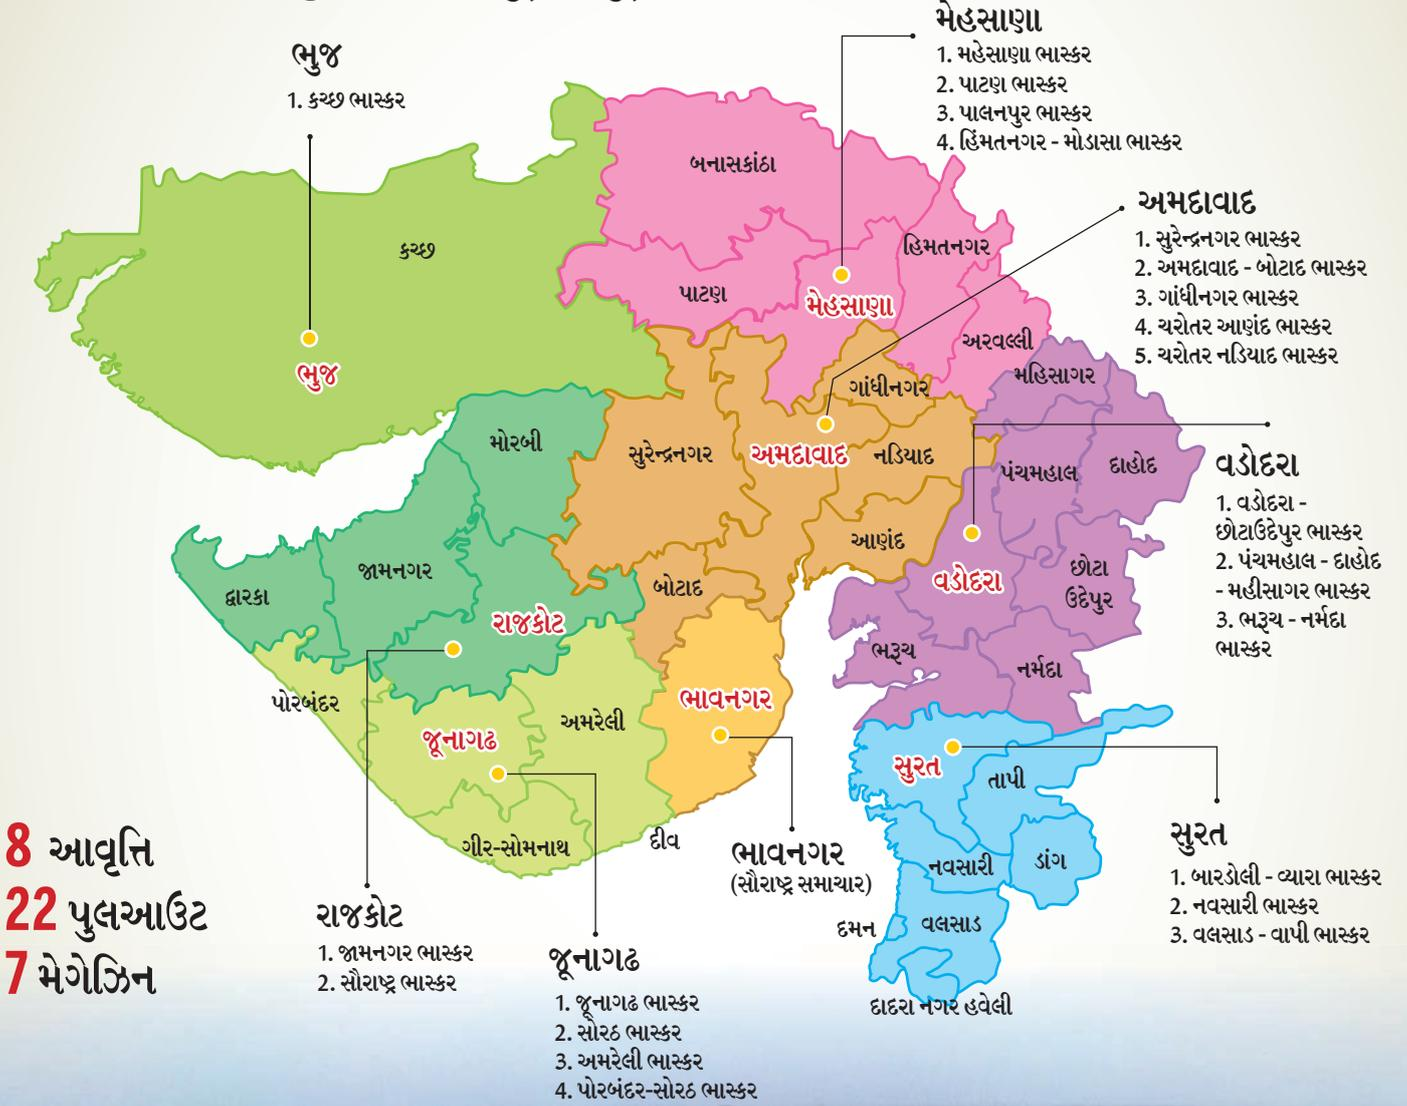 ભુજ
1. કચ્છ ભાસ્કર
મેહસાણા
1. મહેસાણા ભાસ્કર
2. પાટણ ભાસ્કર
3. પાલનપુર ભાસ્કર
4. હિંમતનગર - મોડાસા ભાસ્કર
અમદાવાદ
1. સુરેન્દ્રનગર ભાસ્કર
2. અમદાવાદ - બોટાદ ભાસ્કર
3. ગાંધીનગર ભાસ્કર
4. ચરોતર આણંદ ભાસ્કર
5. ચરોતર નડિયાદ ભાસ્કર
વડોદરા
1. વડોદરા -
છોટાઉદેપુર ભાસ્કર
2. પંચમહાલ - દાહોદ
- મહીસાગર ભાસ્કર
3. ભરૂચ - નર્મદા
ભાસ્કર
બનાસકાંઠા
કચ્છ
હિમતનગર
પાટણ
મેહસાણા
અરવલ્લી
ભુજ
મહિસાગર
ગાંધીનગર
મોરબી
સુરેન્દ્રનગર
અમદાવાદ
નડિયાદ
પંચમહાલ
દાહોદ
આણંદ
જામનગર
દ્વારકા
બોટાદ
વડોદરા
છોટા
ઉદેપુર
રાજકોટ
ભરૂચ
નર્મદા
પોરબંદર
અમરેલી
ભાવનગર
જૂનાગઢ
સુરત
તાપી
ગીર-સોમનાથ
દીવ
નવસારી
ડાંગ
દમણ
વલસાડ
દાદરા નગર હવેલી
8 આવૃત્તિ
22 પુલઆઉટ
7 મેગેઝિન
રાજકોટ
1. જામનગર ભાસ્કર
2. સૌરાષ્ટ્ર ભાસ્કર
જૂનાગઢ
1. જૂનાગઢ ભાસ્કર
2. સોરઠ ભાસ્કર
3. અમરેલી ભાસ્કર
4. પોરબંદર-સોરઠ ભાસ્કર
ભાવનગર
(સૌરાષ્ટ્ર સમાચાર)
સુરત
1. બારડોલી - વ્યારા ભાસ્કર
2. નવસારી ભાસ્કર
3. વલસાડ - વાપી ભાસ્કર